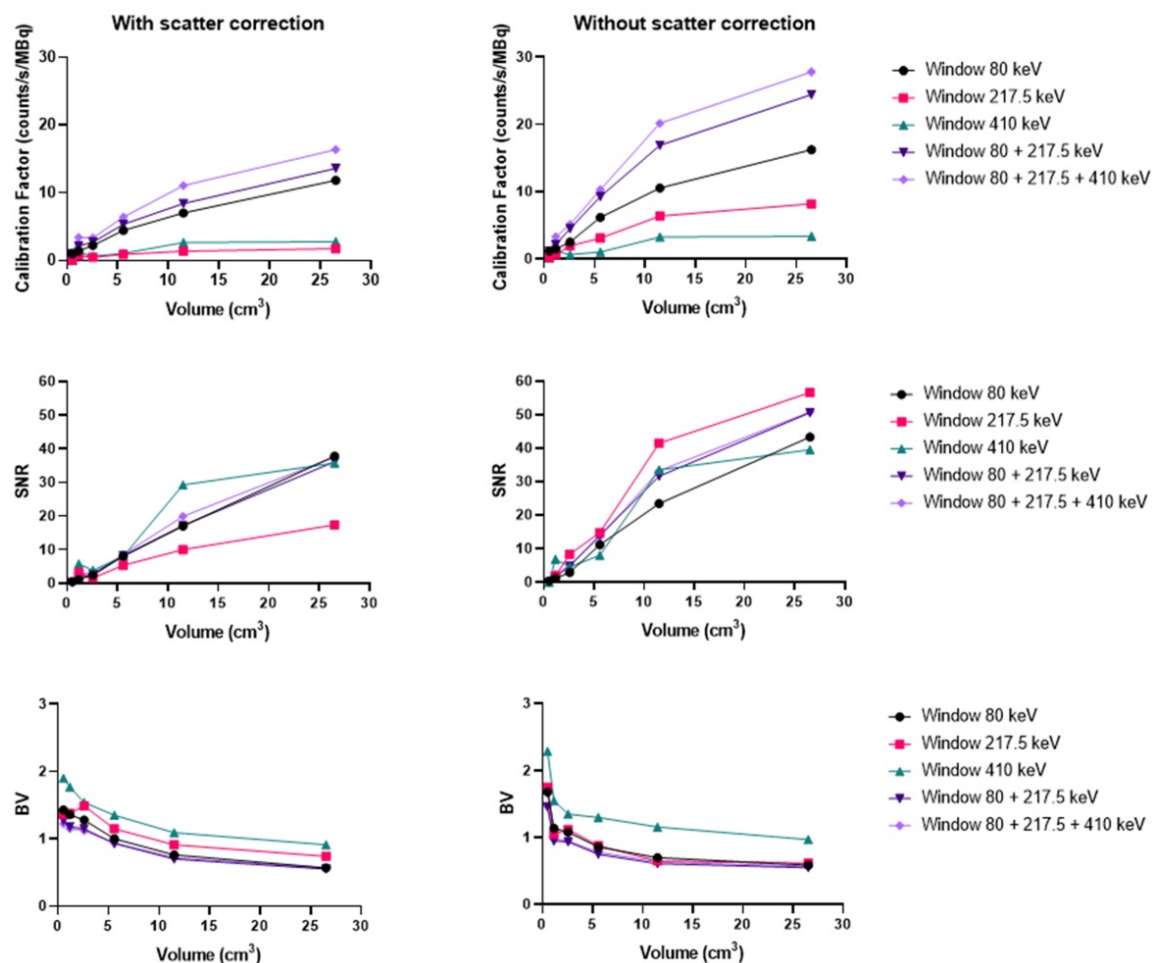 With scatter correction
Calibration Factor (counts/s/MBq)
30
20
10
0
0 5 10 15 20 25 30
Volume (cm³)
Without scatter correction
Calibration Factor (counts/s/MBq)
30
20
10
0
0 5 10 15 20 25 30
Volume (cm³)
Window 80 keV
Window 217.5 keV
Window 410 keV
Window 80 + 217.5 keV
Window 80 + 217.5 + 410 keV
SNR
60
50
40
30
20
10
0
0 5 10 15 20 25 30
Volume (cm³)
SNR
60
50
40
30
20
10
0
0 5 10 15 20 25 30
Volume (cm³)
Window 80 keV
Window 217.5 keV
Window 410 keV
Window 80 + 217.5 keV
Window 80 + 217.5 + 410 keV
BV
3
2
1
0
0 5 10 15 20 25 30
Volume (cm³)
BV
3
2
1
0
0 5 10 15 20 25 30
Volume (cm³)
Window 80 keV
Window 217.5 keV
Window 410 keV
Window 80 + 217.5 keV
Window 80 + 217.5 + 410 keV